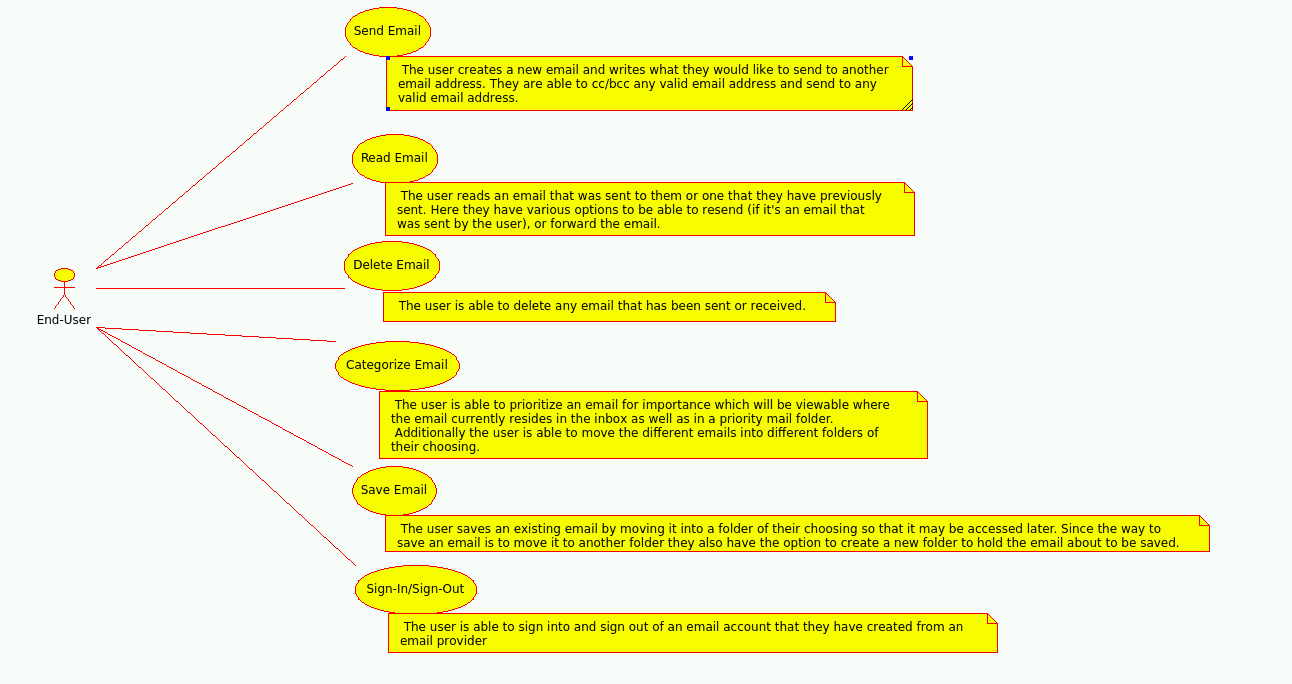 Send Email
The user creates a new email and writes what they would like to send to another
email address. They are able to cc/bcc any valid email address and send to any
valid email address.
Read Email
The user reads an email that was sent to them or one that they have previously
sent. Here they have various options to be able to resend (if it's an email that
was sent by the user), or forward the email.
Delete Email
The user is able to delete any email that has been sent or received.
End-User
Categorize Email
The user is able to prioritize an email for importance which will be viewable where
the email currently resides in the inbox as well as in a priority mail folder.
Additionally the user is able to move the different emails into different folders of
their choosing.
Save Email
The user saves an existing email by moving it into a folder of their choosing so that it may be accessed later. Since the way to
save an email is to move it to another folder they also have the option to create a new folder to hold the email about to be saved.
Sign-In/Sign-Out
The user is able to sign into and sign out of an email account that they have created from an
email provider